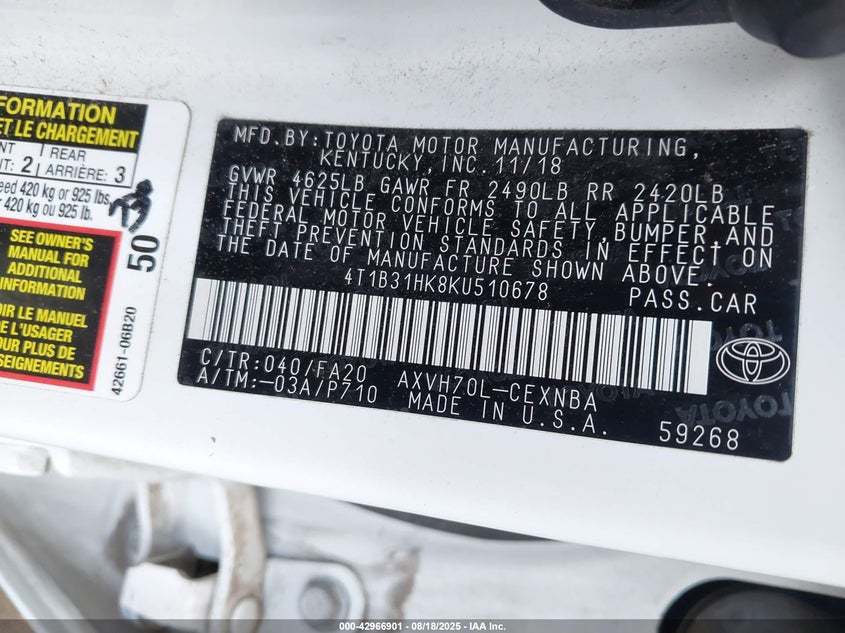 FORMATION
ET LE CHARGEMENT
NT
T: 2
REAR
ARRIÈRE: 3
eed 420 kg or 925 lbs.
420 kg ou 925 lb.
SEE OWNER'S
MANUAL FOR
ADDITIONAL
INFORMATION
OIR LE MANUEL
DE L'USAGER
OUR PLUS DE
SEIGNEMENTS
50
42661-06B20
MFD. BY: TOYOTA MOTOR MANUFACTURING,
KENTUCKY, INC. 11/18
GVWR 4625LB GAWR FR 2490LB RR 2420LB
THIS VEHICLE CONFORMS TO ALL APPLICABLE
FEDERAL MOTOR VEHICLE SAFETY, BUMPER, AND
THEFT PREVENTION STANDARDS IN EFFECT ON
THE DATE OF MANUFACTURE SHOWN ABOVE.
4T1B31HK8KU510678 PASS.CAR
C/TR: 040/FA20 AXVH70L-CEXNBA
A/TM: -03A/P710 MADE IN U.S.A.
59268
TOYOTA
000-42966901 - 08/18/2025 - IAA Inc.